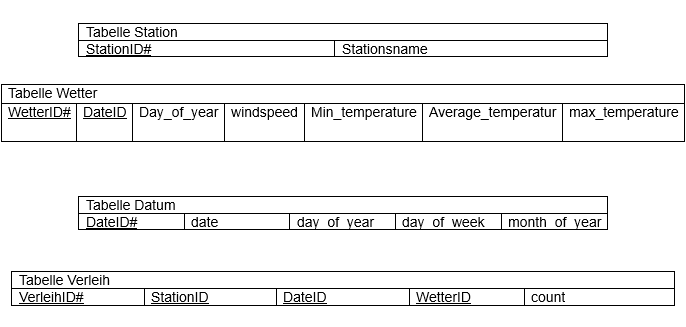 Tabelle Station
StationID# Stationsname
Tabelle Wetter
WetterID# DateID Day_of_year windspeed Min_temperature Average_temperatur max_temperature
Tabelle Datum
DateID# date day_of_year day_of_week month_of_year
Tabelle Verleih
VerleihID# StationID DateID WetterID count